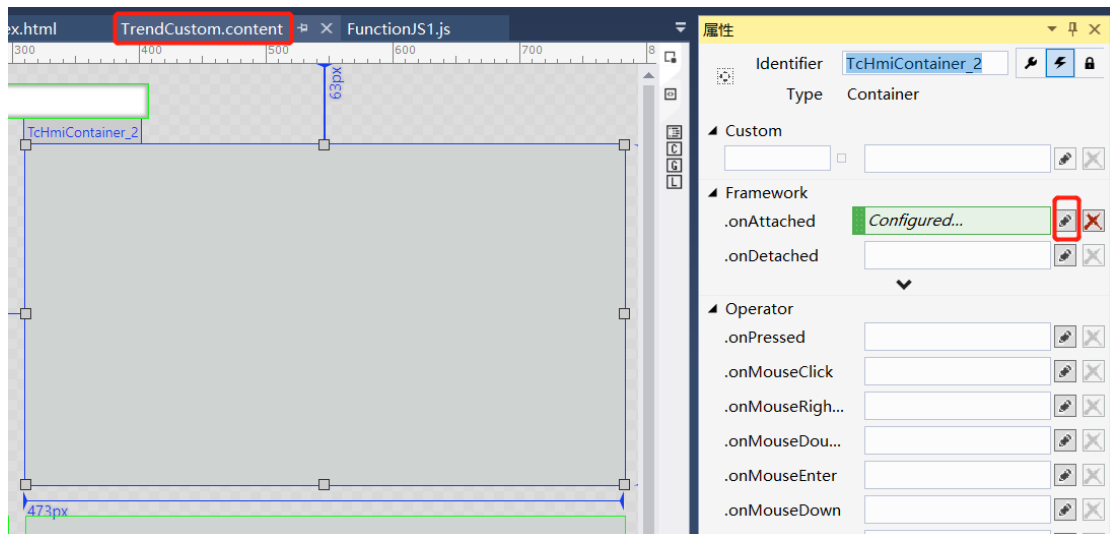 ex.html TrendCustom.content FunctionJS1.js
300 400 500 600 700 8
63px
TcHmiContainer_2
C
G
L
473px
属性
Identifier TcHmiContainer_2
Type Container
Custom
Framework
.onAttached Configured...
.onDetached
Operator
.onPressed
.onMouseClick
.onMouseRigh...
.onMouseDou...
.onMouseEnter
.onMouseDown